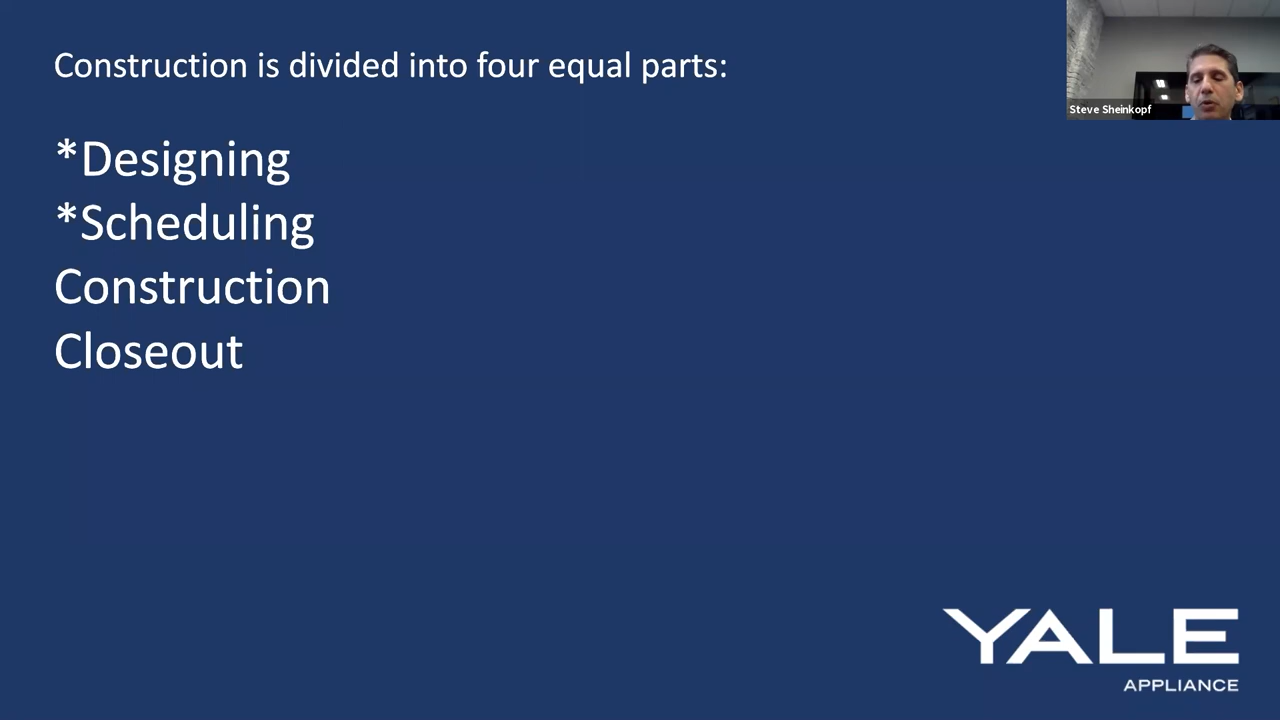 Construction is divided into four equal parts:
*Designing
*Scheduling
Construction
Closeout
Steve Sheinkopf
YALE
APPLIANCE